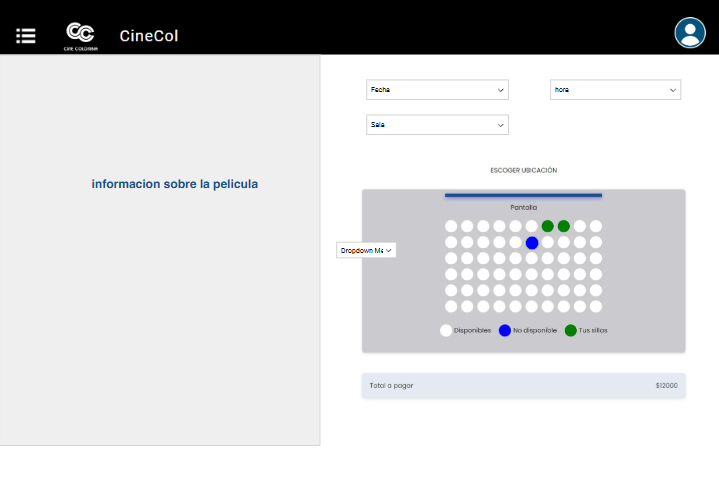 CINE COLOMBIA
CineCol
Fecha
hora
Sala
informacion sobre la pelicula
ESCOGER UBICACIÓN
Pantalla
Dropdown Me
Disponibles
No disponible
Tus sillas
Total a pagar
$12000